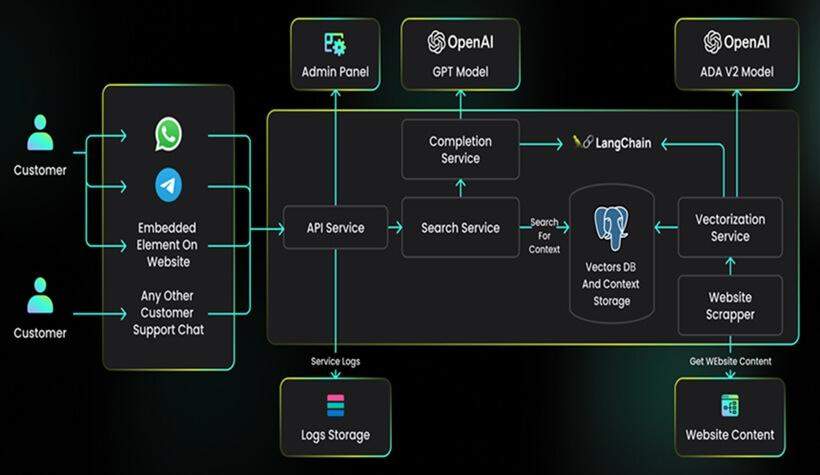 OpenAI
OpenAI
Admin Panel
GPT Model
ADA V2 Model
Customer
Completion
Service
LangChain
Embedded
Element On
Website
API Service
Search Service
Search
For
Context
Vectors DB
And Context
Storage
Vectorization
Service
Customer
Any Other
Customer
Support Chat
Website
Scrapper
Service Logs
Get WEbsite Content
Logs Storage
Website Content